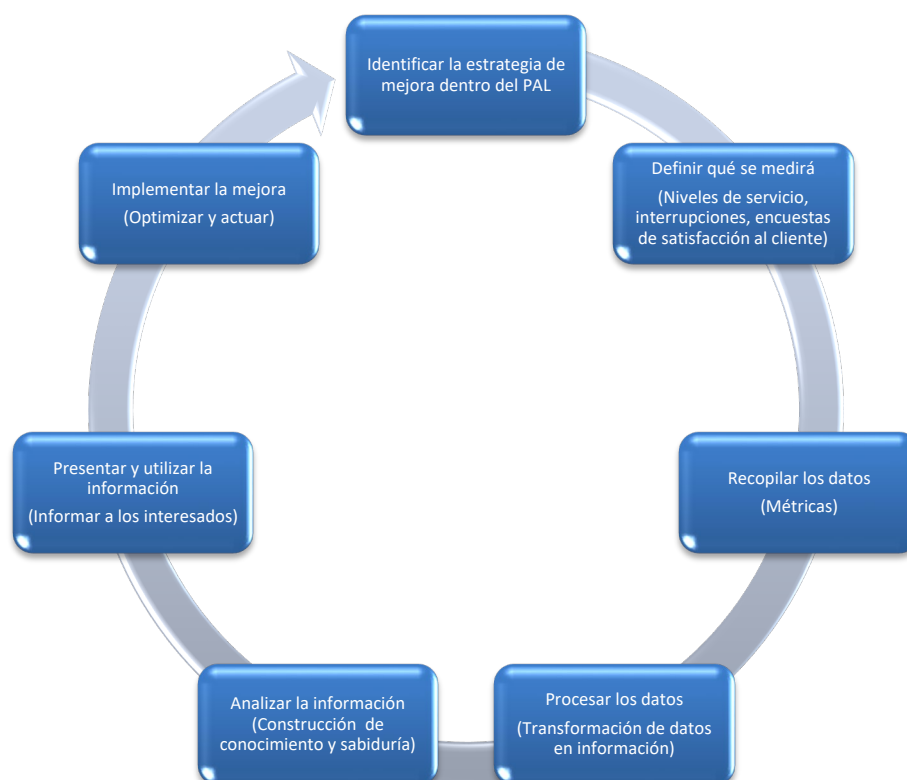 Identificar la estrategia de
mejora dentro del PAL
Definir qué se medirá
(Niveles de servicio,
interrupciones, encuestas
de satisfacción al cliente)
Recopilar los datos
(Métricas)
Procesar los datos
(Transformación de datos
en información)
Analizar la información
(Construcción de
conocimiento y sabiduría)
Presentar y utilizar la
información
(Informar a los interesados)
Implementar la mejora
(Optimizar y actuar)